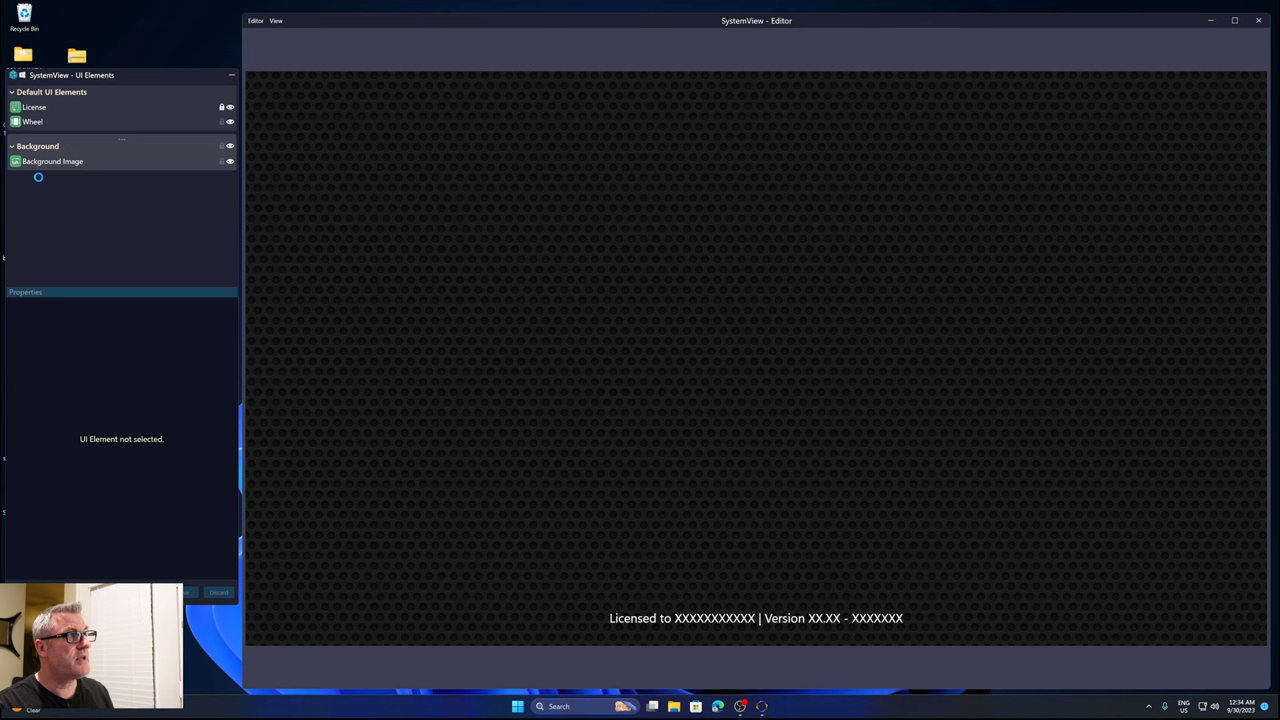 Recycle Bin
Editor View
SystemView - Editor
SystemView - UI Elements
Default UI Elements
License
Wheel
Background
Background Image
Properties
UI Element not selected.
Discard
Licensed to XXXXXXXXXXX | Version XX.XX - XXXXXXX
Clear
Search
ENG
US
12:34 AM
9/30/2023